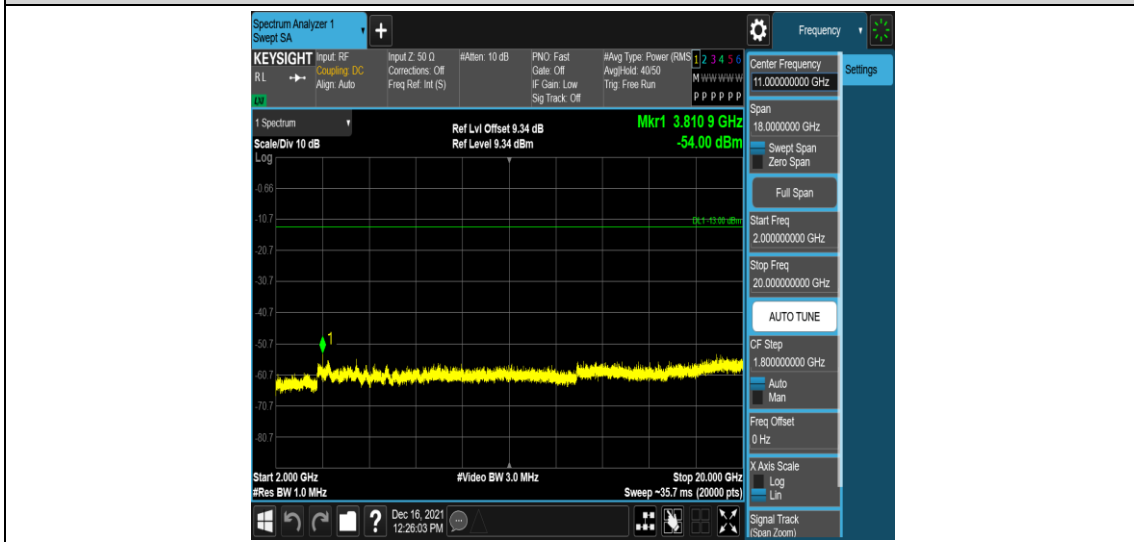 Spectrum Analyzer 1
Swept SA
+
Frequency
KEYSIGHT
RL
LXI
Input: RF
Coupling: DC
Align: Auto
Input Z: 50 Ω
Corrections: Off
Freq Ref: Int (S)
#Atten: 10 dB
PNO: Fast
Gate: Off
IF Gain: Low
Sig Track: Off
#Avg Type: Power (RMS
Avg|Hold: 40/50
Trig: Free Run
1 2 3 4 5 6
M W W W W W
P P P P P P
1 Spectrum
Scale/Div 10 dB
Log
Ref Lvl Offset 9.34 dB
Ref Level 9.34 dBm
Mkr1 3.810 9 GHz
-54.00 dBm
-0.66
-10.7
DL1 -13.00 dBm
-20.7
-30.7
-40.7
-50.7
1
-60.7
-70.7
-80.7
Start 2.000 GHz
#Res BW 1.0 MHz
#Video BW 3.0 MHz
Stop 20.000 GHz
Sweep ~35.7 ms (20000 pts)
Center Frequency
11.000000000 GHz
Settings
Span
18.0000000 GHz
Swept Span
Zero Span
Full Span
Start Freq
2.000000000 GHz
Stop Freq
20.000000000 GHz
AUTO TUNE
CF Step
1.800000000 GHz
Auto
Man
Freq Offset
0 Hz
X Axis Scale
Log
Lin
Signal Track
(Span Zoom)
?
Dec 16, 2021
12:26:03 PM